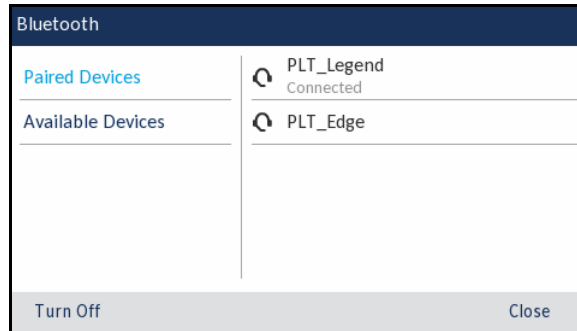 Bluetooth
Paired Devices
Available Devices
PLT_Legend
Connected
PLT_Edge
Turn Off
Close